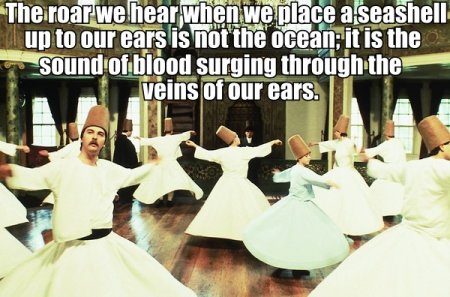 The roar we hear when we place a seashell
up to our ears is not the ocean; it is the
sound of blood surging through the
veins of our ears.